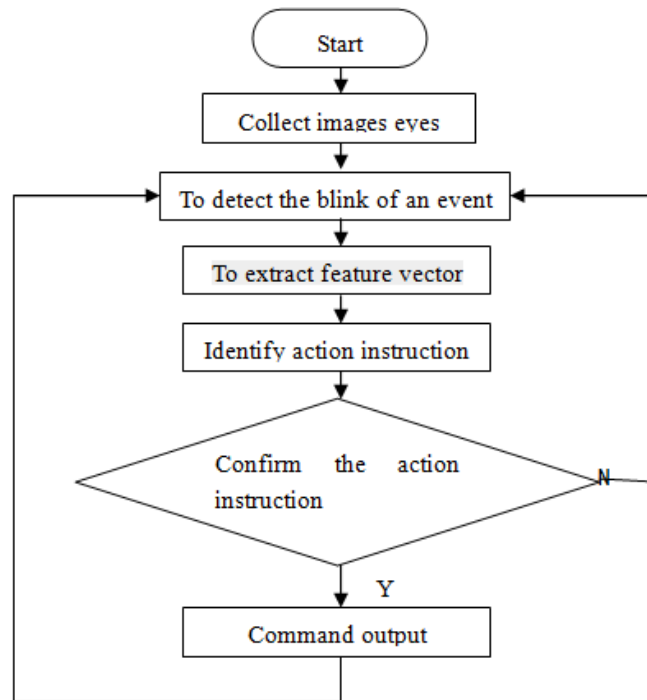 Start
Collect images eyes
To detect the blink of an event
To extract feature vector
Identify action instruction
Confirm the action
instruction
N
Y
Command output